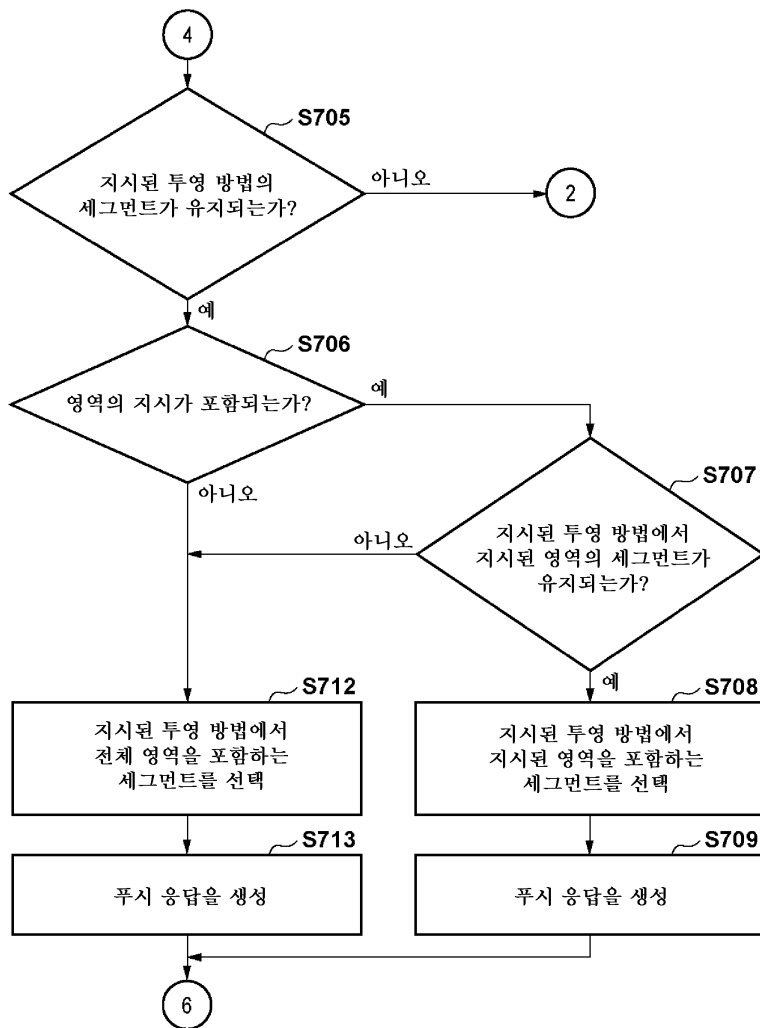 4
S705
지시된 투영 방법의
세그먼트가 유지되는가?
아니오
2
예
S706
영역의 지시가 포함되는가?
예
아니오
S707
지시된 투영 방법에서
지시된 영역의 세그먼트가
유지되는가?
아니오
예
S712
지시된 투영 방법에서
전체 영역을 포함하는
세그먼트를 선택
S708
지시된 투영 방법에서
지시된 영역을 포함하는
세그먼트를 선택
S713
푸시 응답을 생성
S709
푸시 응답을 생성
6